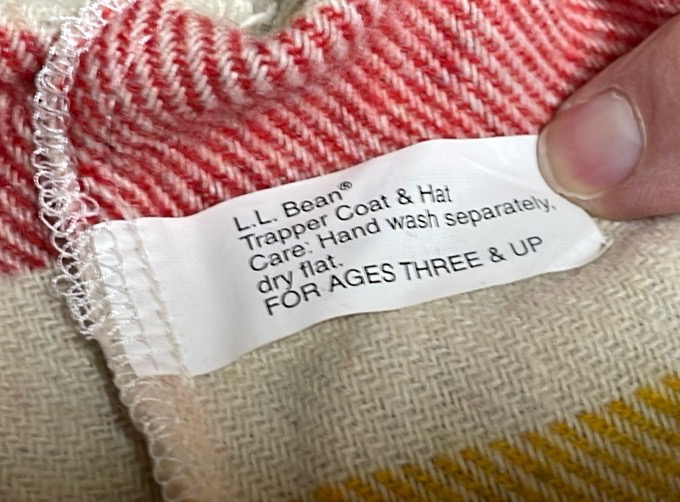 L.L. Bean®
Trapper Coat & Hat
Care: Hand wash separately,
dry flat.
FOR AGES THREE & UP